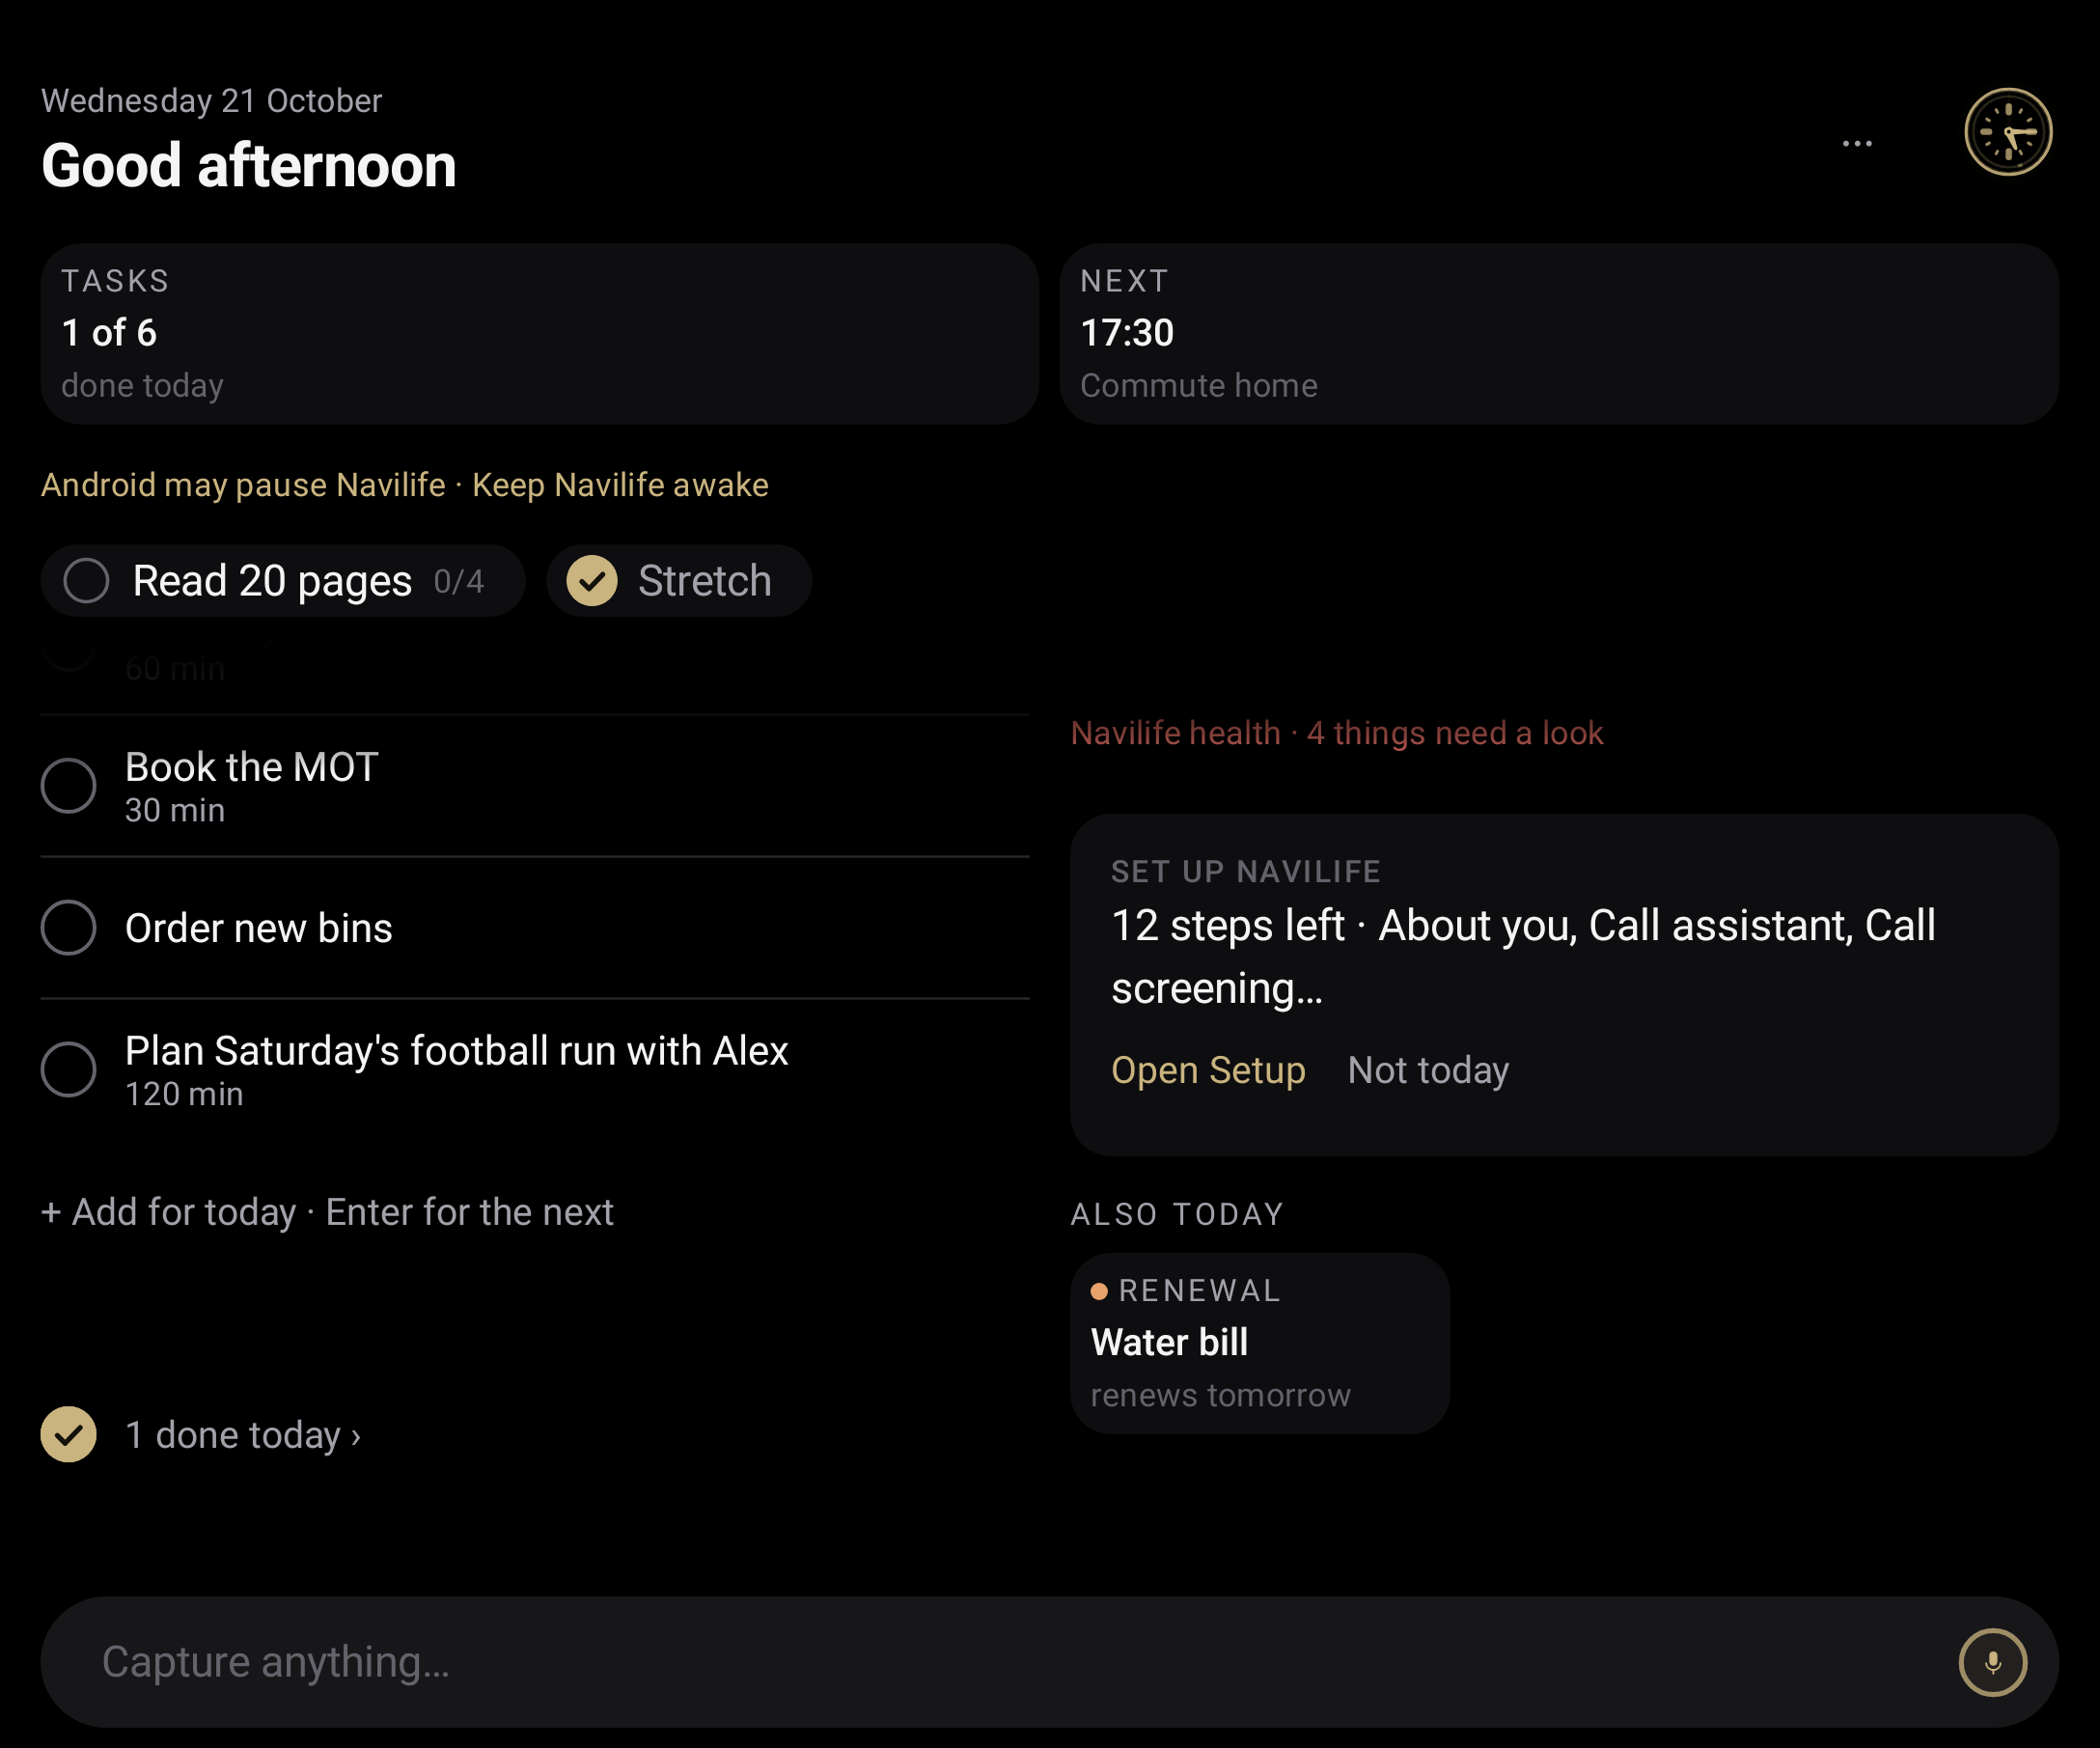 Wednesday 21 October
Good afternoon
...
TASKS
1 of 6
done today
NEXT
17:30
Commute home
Android may pause Navilife · Keep Navilife awake
Read 20 pages 0/4
Stretch
60 min
Book the MOT
30 min
Order new bins
Plan Saturday's football run with Alex
120 min
+ Add for today · Enter for the next
1 done today ›
Navilife health · 4 things need a look
SET UP NAVILIFE
12 steps left · About you, Call assistant, Call
screening…
Open Setup Not today
ALSO TODAY
RENEWAL
Water bill
renews tomorrow
Capture anything…